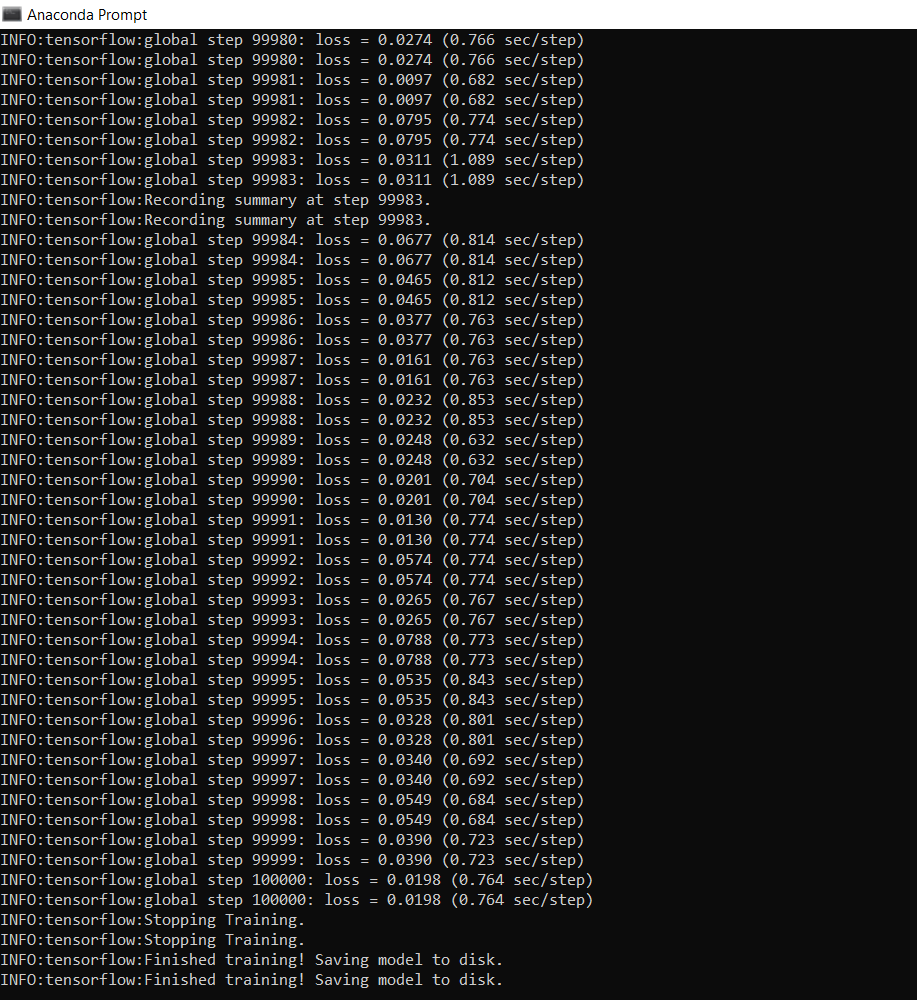 Anaconda Prompt
INFO:tensorflow:global step 99980: loss = 0.0274 (0.766 sec/step)
INFO:tensorflow:global step 99980: loss = 0.0274 (0.766 sec/step)
INFO:tensorflow:global step 99981: loss = 0.0097 (0.682 sec/step)
INFO:tensorflow:global step 99981: loss = 0.0097 (0.682 sec/step)
INFO:tensorflow:global step 99982: loss = 0.0795 (0.774 sec/step)
INFO:tensorflow:global step 99982: loss = 0.0795 (0.774 sec/step)
INFO:tensorflow:global step 99983: loss = 0.0311 (1.089 sec/step)
INFO:tensorflow:global step 99983: loss = 0.0311 (1.089 sec/step)
INFO:tensorflow:Recording summary at step 99983.
INFO:tensorflow:Recording summary at step 99983.
INFO:tensorflow:global step 99984: loss = 0.0677 (0.814 sec/step)
INFO:tensorflow:global step 99984: loss = 0.0677 (0.814 sec/step)
INFO:tensorflow:global step 99985: loss = 0.0465 (0.812 sec/step)
INFO:tensorflow:global step 99985: loss = 0.0465 (0.812 sec/step)
INFO:tensorflow:global step 99986: loss = 0.0377 (0.763 sec/step)
INFO:tensorflow:global step 99986: loss = 0.0377 (0.763 sec/step)
INFO:tensorflow:global step 99987: loss = 0.0161 (0.763 sec/step)
INFO:tensorflow:global step 99987: loss = 0.0161 (0.763 sec/step)
INFO:tensorflow:global step 99988: loss = 0.0232 (0.853 sec/step)
INFO:tensorflow:global step 99988: loss = 0.0232 (0.853 sec/step)
INFO:tensorflow:global step 99989: loss = 0.0248 (0.632 sec/step)
INFO:tensorflow:global step 99989: loss = 0.0248 (0.632 sec/step)
INFO:tensorflow:global step 99990: loss = 0.0201 (0.704 sec/step)
INFO:tensorflow:global step 99990: loss = 0.0201 (0.704 sec/step)
INFO:tensorflow:global step 99991: loss = 0.0130 (0.774 sec/step)
INFO:tensorflow:global step 99991: loss = 0.0130 (0.774 sec/step)
INFO:tensorflow:global step 99992: loss = 0.0574 (0.774 sec/step)
INFO:tensorflow:global step 99992: loss = 0.0574 (0.774 sec/step)
INFO:tensorflow:global step 99993: loss = 0.0265 (0.767 sec/step)
INFO:tensorflow:global step 99993: loss = 0.0265 (0.767 sec/step)
INFO:tensorflow:global step 99994: loss = 0.0788 (0.773 sec/step)
INFO:tensorflow:global step 99994: loss = 0.0788 (0.773 sec/step)
INFO:tensorflow:global step 99995: loss = 0.0535 (0.843 sec/step)
INFO:tensorflow:global step 99995: loss = 0.0535 (0.843 sec/step)
INFO:tensorflow:global step 99996: loss = 0.0328 (0.801 sec/step)
INFO:tensorflow:global step 99996: loss = 0.0328 (0.801 sec/step)
INFO:tensorflow:global step 99997: loss = 0.0340 (0.692 sec/step)
INFO:tensorflow:global step 99997: loss = 0.0340 (0.692 sec/step)
INFO:tensorflow:global step 99998: loss = 0.0549 (0.684 sec/step)
INFO:tensorflow:global step 99998: loss = 0.0549 (0.684 sec/step)
INFO:tensorflow:global step 99999: loss = 0.0390 (0.723 sec/step)
INFO:tensorflow:global step 99999: loss = 0.0390 (0.723 sec/step)
INFO:tensorflow:global step 100000: loss = 0.0198 (0.764 sec/step)
INFO:tensorflow:global step 100000: loss = 0.0198 (0.764 sec/step)
INFO:tensorflow:Stopping Training.
INFO:tensorflow:Stopping Training.
INFO:tensorflow:Finished training! Saving model to disk.
INFO:tensorflow:Finished training! Saving model to disk.